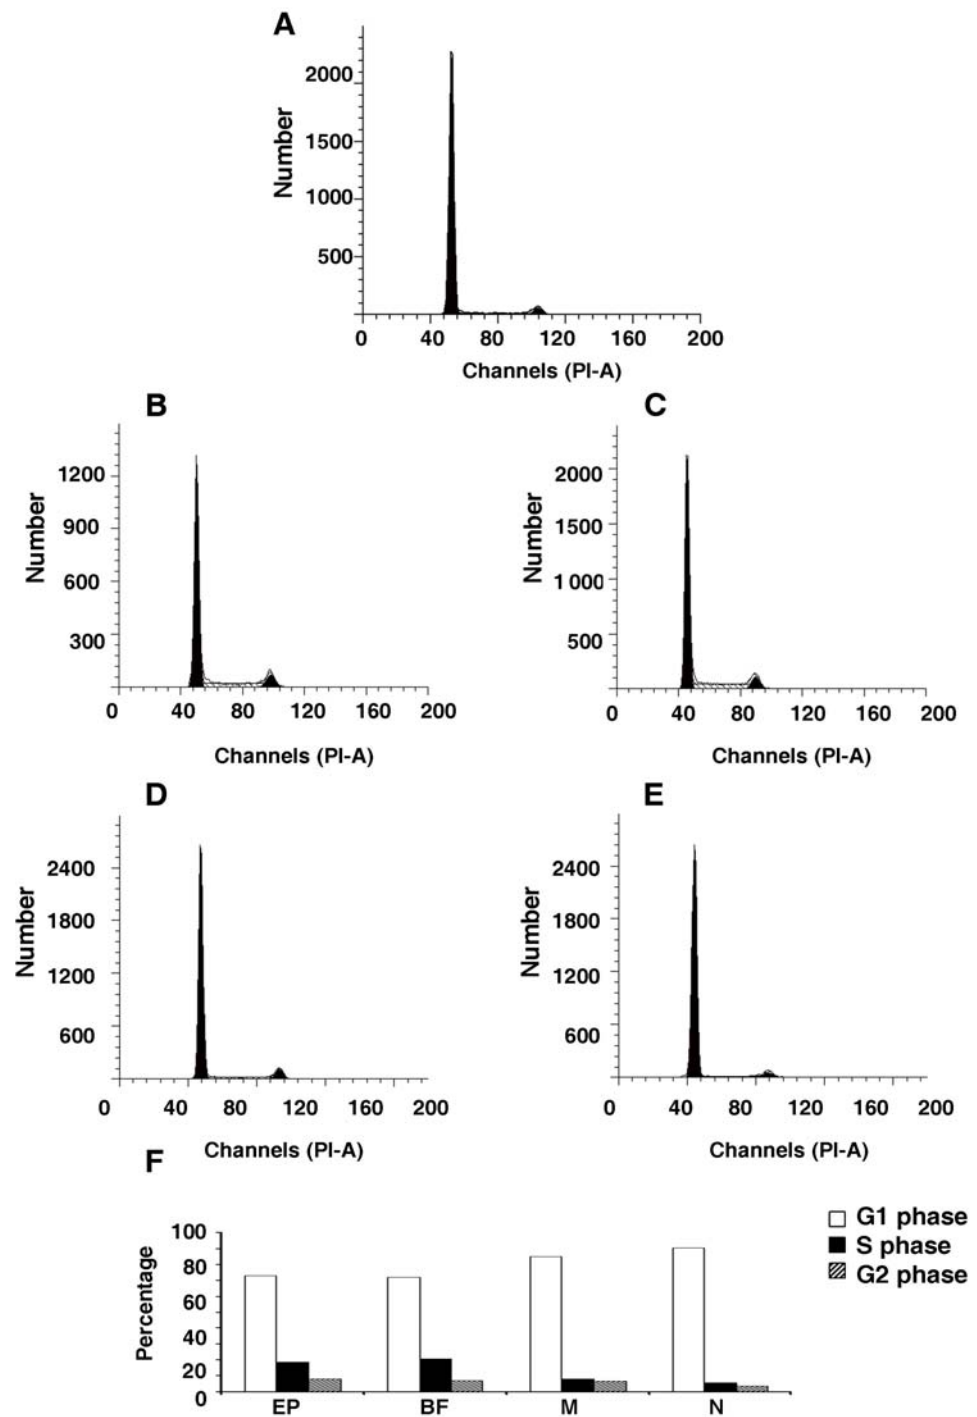 A
2000
1500
1000
500
Number
0 40 80 120 160 200
Channels (PI-A)
B
1200
900
600
300
Number
0 40 80 120 160 200
Channels (PI-A)
C
2000
1500
1 000
500
Number
0 40 80 120 160 200
Channels (PI-A)
D
2400
1800
1200
600
Number
0 40 80 120 160 200
Channels (PI-A)
E
2400
1800
1200
600
Number
0 40 80 120 160 200
Channels (PI-A)
F
100
80
60
40
20
0
Percentage
EP BF M N
G1 phase
S phase
G2 phase